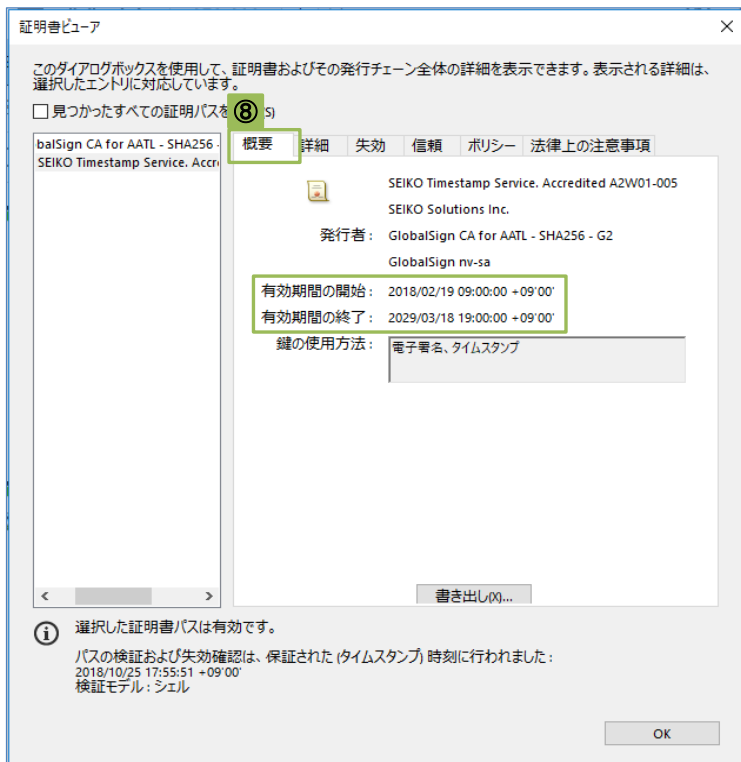 証明書ビューア
このダイアログボックスを使用して、証明書およびその発行チェーン全体の詳細を表示できます。表示される詳細は、
選択したエントリに対応しています。
見つかったすべての証明パスを
⑧
balSign CA for AATL - SHA256 -
SEIKO Timestamp Service. Accr
概要 詳細 失効 信頼 ポリシー 法律上の注意事項
SEIKO Timestamp Service. Accredited A2W01-005
SEIKO Solutions Inc.
発行者: GlobalSign CA for AATL - SHA256 - G2
GlobalSign nv-sa
有効期間の開始: 2018/02/19 09:00:00 +09'00'
有効期間の終了: 2029/03/18 19:00:00 +09'00'
鍵の使用方法: 電子署名、タイムスタンプ
書き出し(X)...
選択した証明書パスは有効です。
パスの検証および失効確認は、保証された (タイムスタンプ) 時刻に行われました:
2018/10/25 17:55:51 +09'00'
検証モデル: シェル
OK